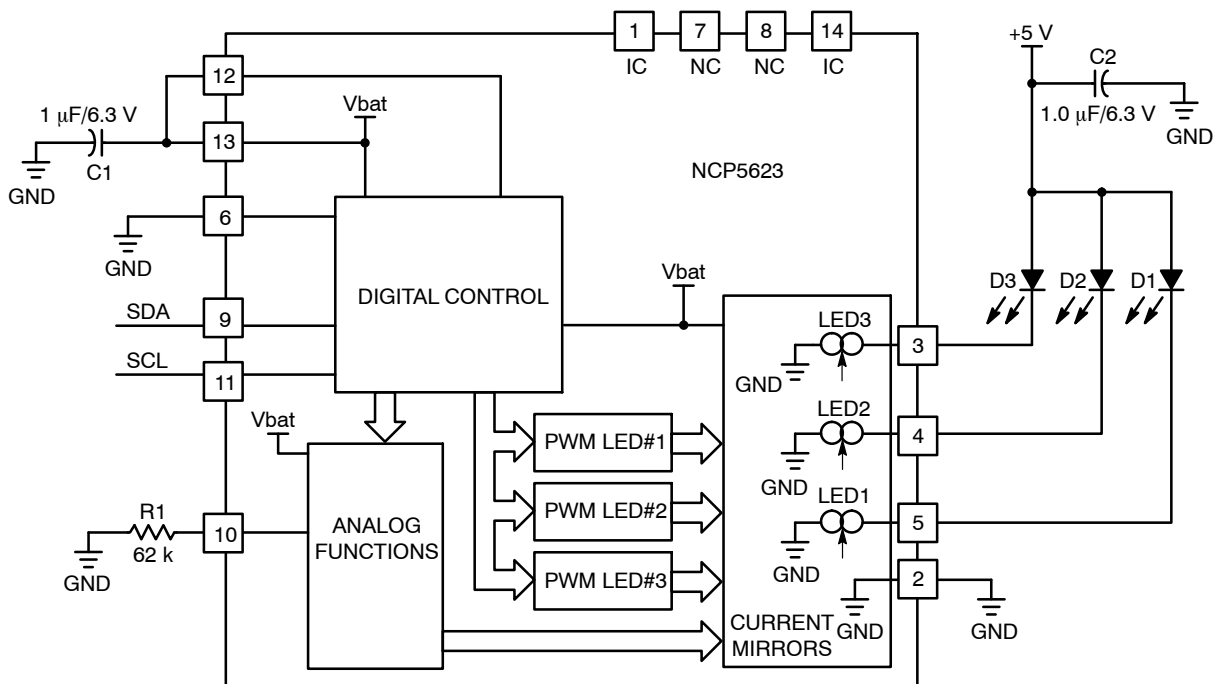 1 7 8 14
IC NC NC IC
+5 V
C2
1.0 μF/6.3 V
GND
12
Vbat
1 μF/6.3 V
13
C1
GND
NCP5623
6
GND
DIGITAL CONTROL
Vbat
D3 D2 D1
SDA
9
SCL
11
LED3
3
GND
Vbat
LED2
4
GND
PWM LED#1
LED1
5
GND
PWM LED#2
R1
62 k
10
GND
ANALOG
FUNCTIONS
PWM LED#3
2
GND
GND
CURRENT
MIRRORS